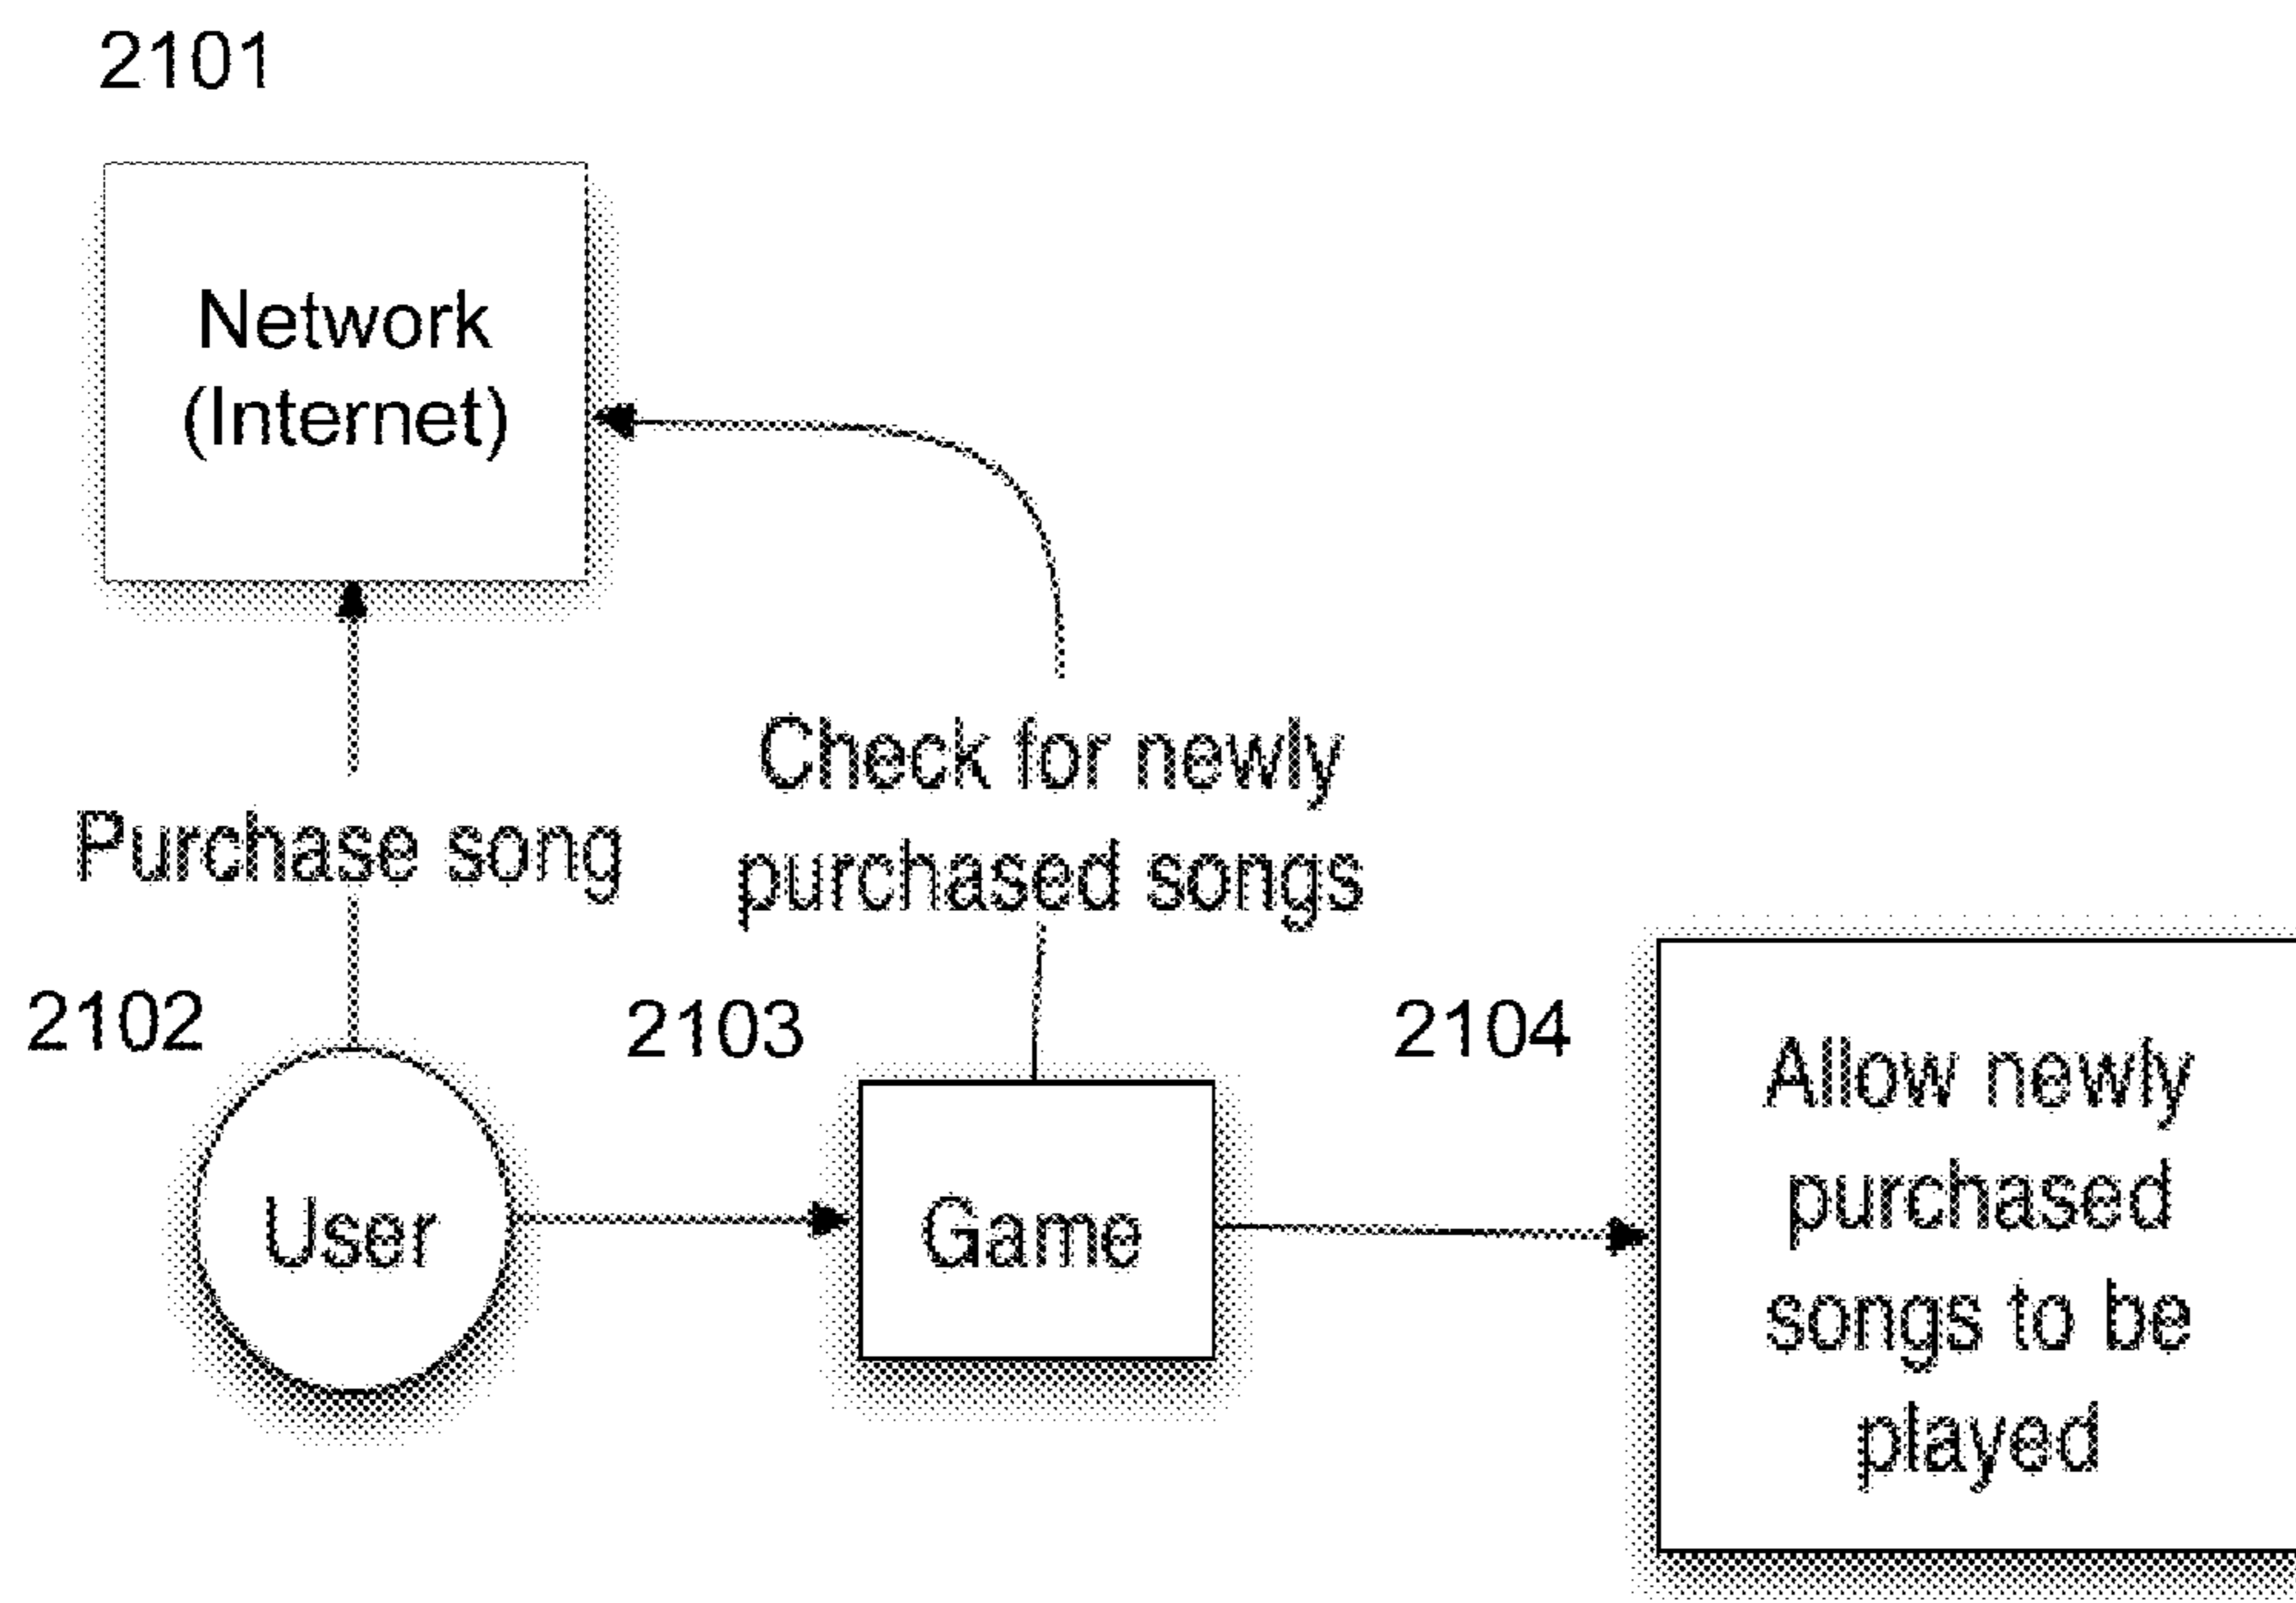 2101
Network
(Internet)
Check for newly
purchased songs
Purchase song
2102
2103
2104
User
Game
Allow newly
purchased
songs to be
played